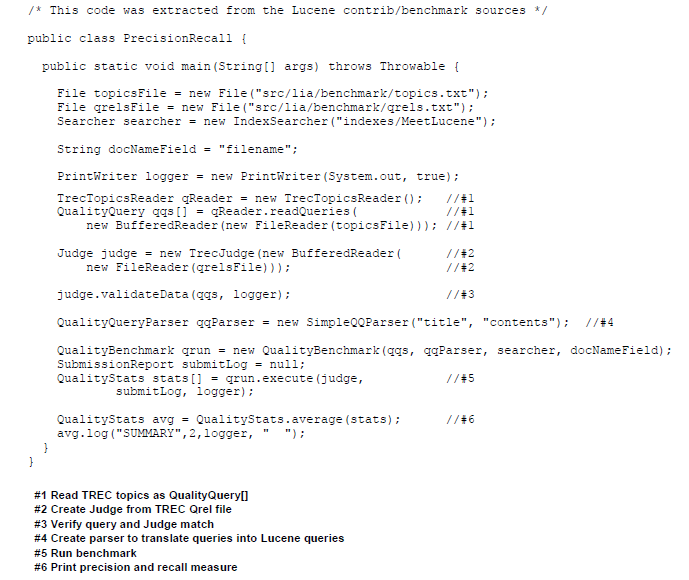 /* This code was extracted from the Lucene contrib/benchmark sources */
public class PrecisionRecall {
public static void main(String[] args) throws Throwable {
File topicsFile = new File("src/lia/benchmark/topics.txt");
File qrelsFile = new File("src/lia/benchmark/qrels.txt");
Searcher searcher = new IndexSearcher("indexes/MeetLucene");
String docNameField = "filename";
PrintWriter logger = new PrintWriter(System.out, true);
TrecTopicsReader qReader = new TrecTopicsReader(); //#1
QualityQuery qqs[] = qReader.readQueries( //#1
new BufferedReader(new FileReader(topicsFile))); //#1
Judge judge = new TrecJudge(new BufferedReader( //#2
new FileReader(qrelsFile))); //#2
judge.validateData(qqs, logger); //#3
QualityQueryParser qqParser = new SimpleQQParser("title", "contents"); //#4
QualityBenchmark qrun = new QualityBenchmark(qqs, qqParser, searcher, docNameField);
SubmissionReport submitLog = null;
QualityStats stats[] = qrun.execute(judge, //#5
submitLog, logger);
QualityStats avg = QualityStats.average(stats); //#6
avg.log("SUMMARY",2,logger, "  ");
}
}
#1 Read TREC topics as QualityQuery[]
#2 Create Judge from TREC Qrel file
#3 Verify query and Judge match
#4 Create parser to translate queries into Lucene queries
#5 Run benchmark
#6 Print precision and recall measure